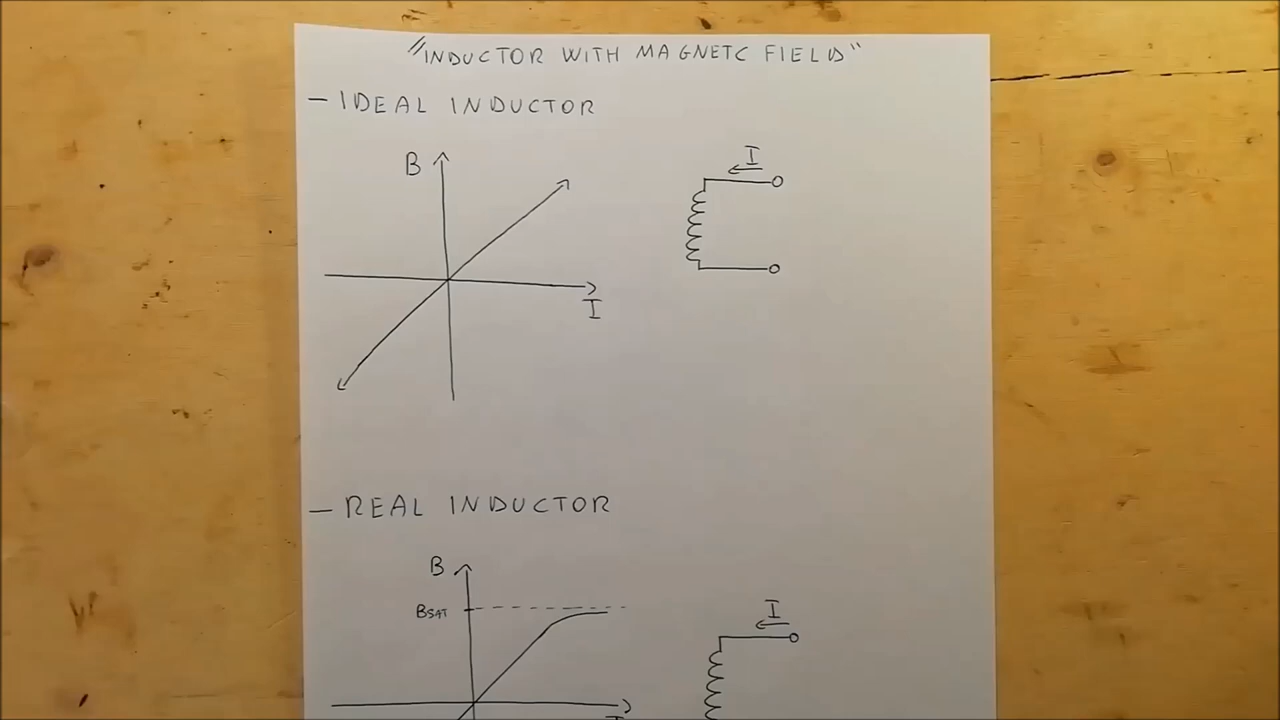 "INDUCTOR WITH MAGNETC FIELD"
- IDEAL INDUCTOR
B
I
I
- REAL INDUCTOR
B
BSAT
I
I